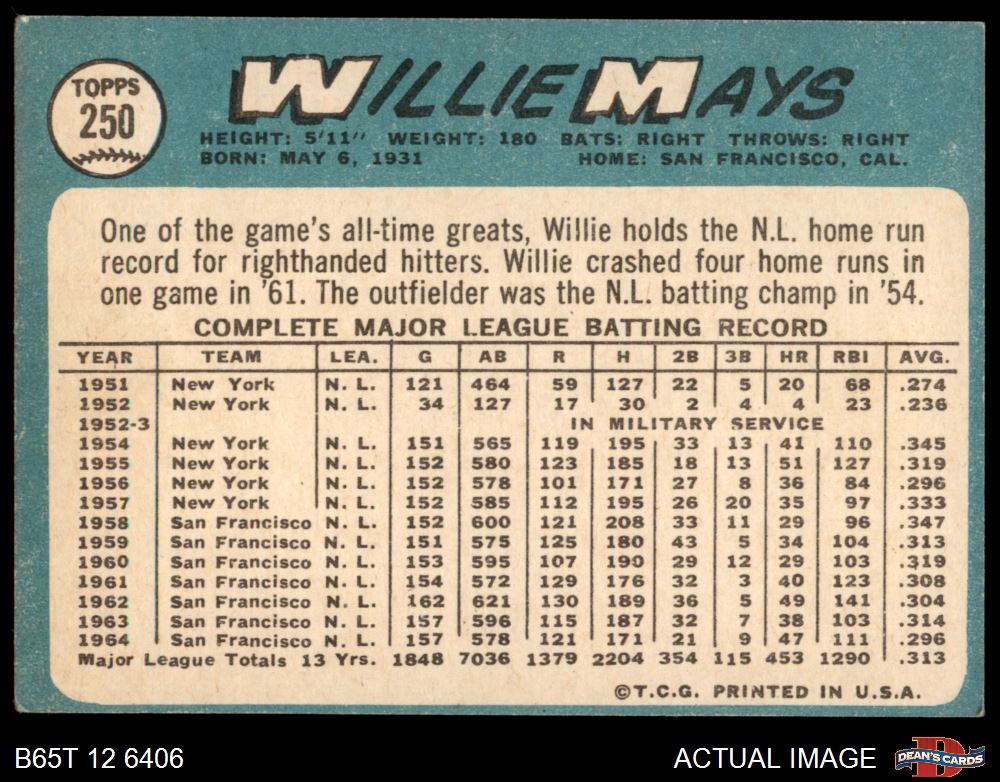 TOPPS
250
WILLIE MAYS
HEIGHT: 5'11" WEIGHT: 180 BATS: RIGHT THROWS: RIGHT
BORN: MAY 6, 1931 HOME: SAN FRANCISCO, CAL.
One of the game's all-time greats, Willie holds the N.L. home run
record for righthanded hitters. Willie crashed four home runs in
one game in '61. The outfielder was the N.L. batting champ in '54.
COMPLETE MAJOR LEAGUE BATTING RECORD
YEAR TEAM LEA. G AB R H 2B 3B HR RBI AVG.
1951 New York N. L. 121 464 59 127 22 5 20 68 .274
1952 New York N. L. 34 127 17 30 2 4 4 23 .236
1952-3 IN MILITARY SERVICE
1954 New York N. L. 151 565 119 195 33 13 41 110 .345
1955 New York N. L. 152 580 123 185 18 13 51 127 .319
1956 New York N. L. 152 578 101 171 27 8 36 84 .296
1957 New York N. L. 152 585 112 195 26 20 35 97 .333
1958 San Francisco N. L. 152 600 121 208 33 11 29 96 .347
1959 San Francisco N. L. 151 575 125 180 43 5 34 104 .313
1960 San Francisco N. L. 153 595 107 190 29 12 29 103 .319
1961 San Francisco N. L. 154 572 129 176 32 3 40 123 .308
1962 San Francisco N. L. 162 621 130 189 36 5 49 141 .304
1963 San Francisco N. L. 157 596 115 187 32 7 38 103 .314
1964 San Francisco N. L. 157 578 121 171 21 9 47 111 .296
Major League Totals 13 Yrs. 1848 7036 1379 2204 354 115 453 1290 .313
©T.C.G. PRINTED IN U.S.A.
B65T 12 6406 ACTUAL IMAGE
D
DEAN'S CARDS